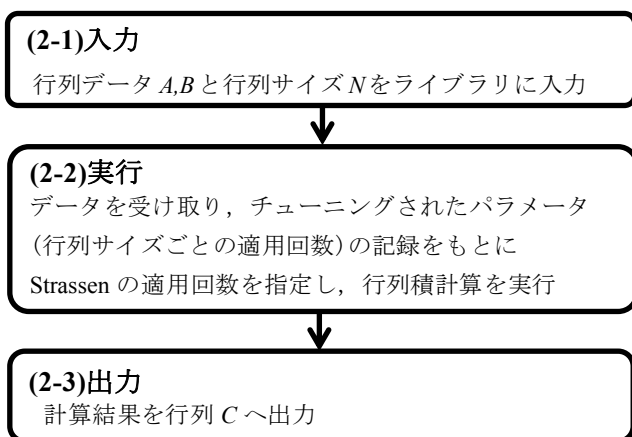 (2-1)入力
行列データ A,B と行列サイズ N をライブラリに入力
(2-2)実行
データを受け取り，チューニングされたパラメータ
(行列サイズごとの適用回数)の記録をもとに
Strassen の適用回数を指定し，行列積計算を実行
(2-3)出力
計算結果を行列 C へ出力